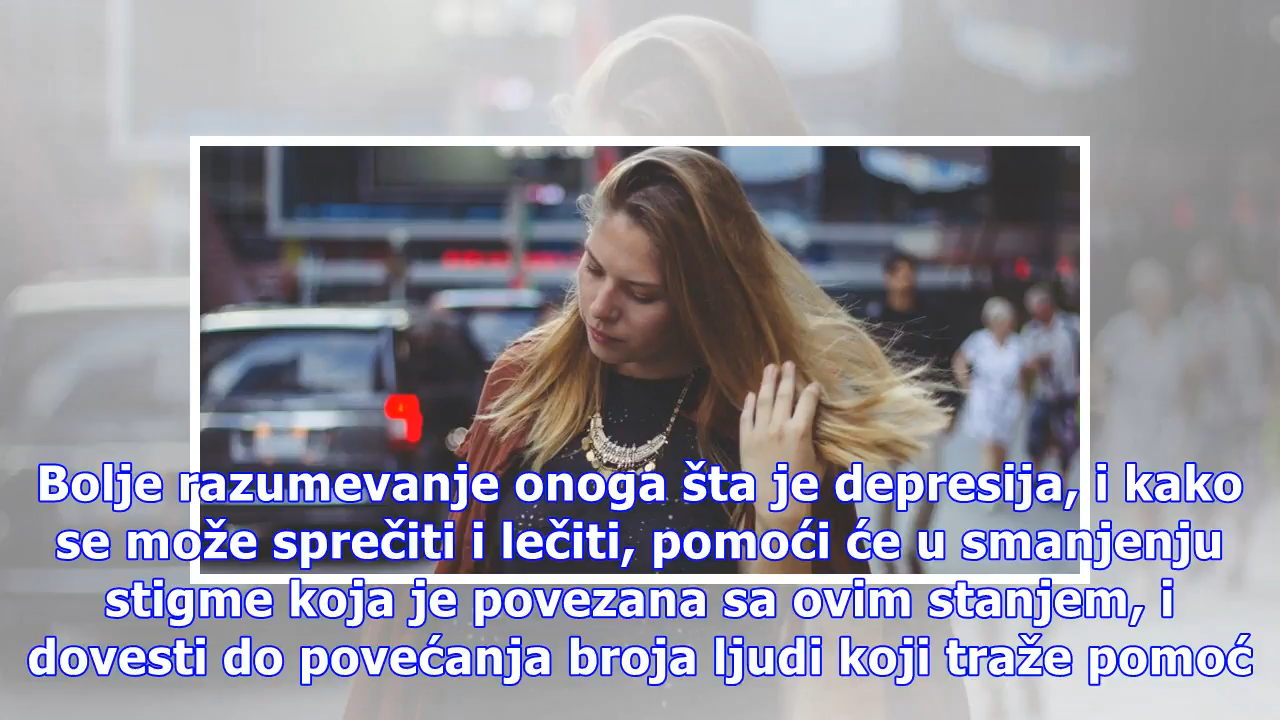 Bolje razumevanje onoga šta je depresija, i kako
se može sprečiti i lečiti, pomoći će u smanjenju
stigme koja je povezana sa ovim stanjem, i
dovesti do povećanja broja ljudi koji traže pomoć